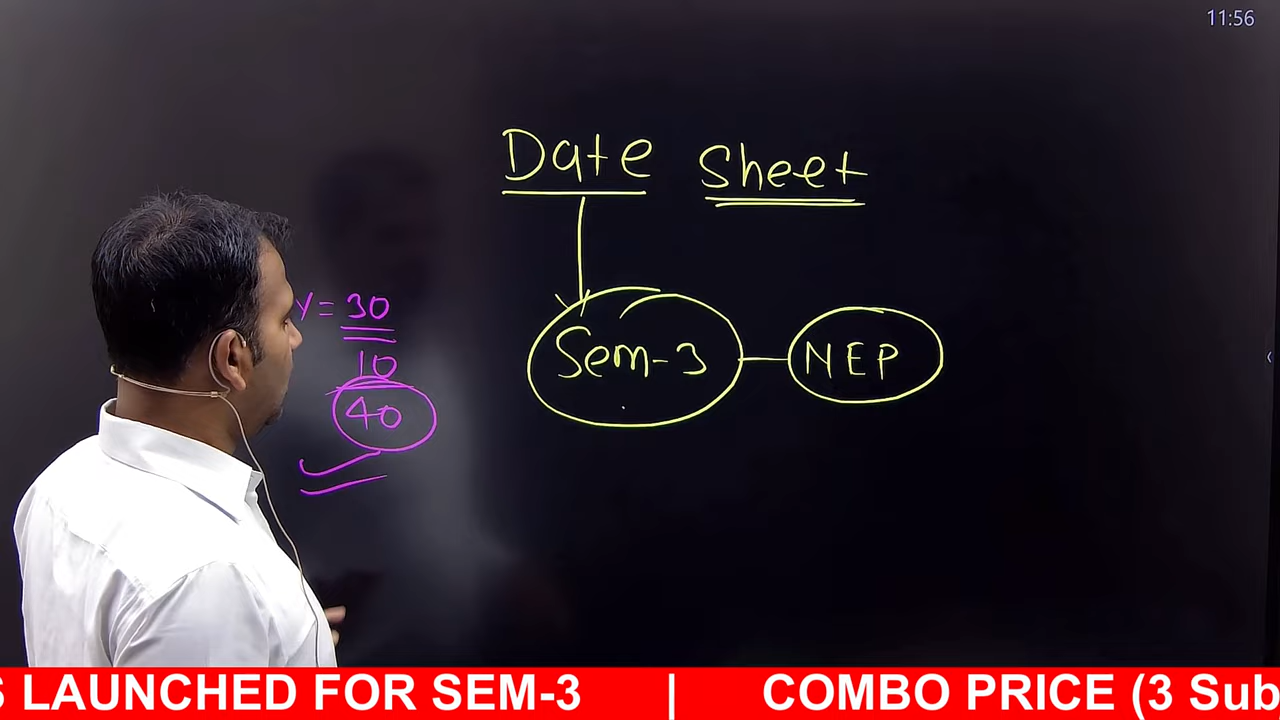 11:56
Date Sheet
Y = 30
10
40
Sem-3
NEP
LAUNCHED FOR SEM-3 | COMBO PRICE (3 Sub